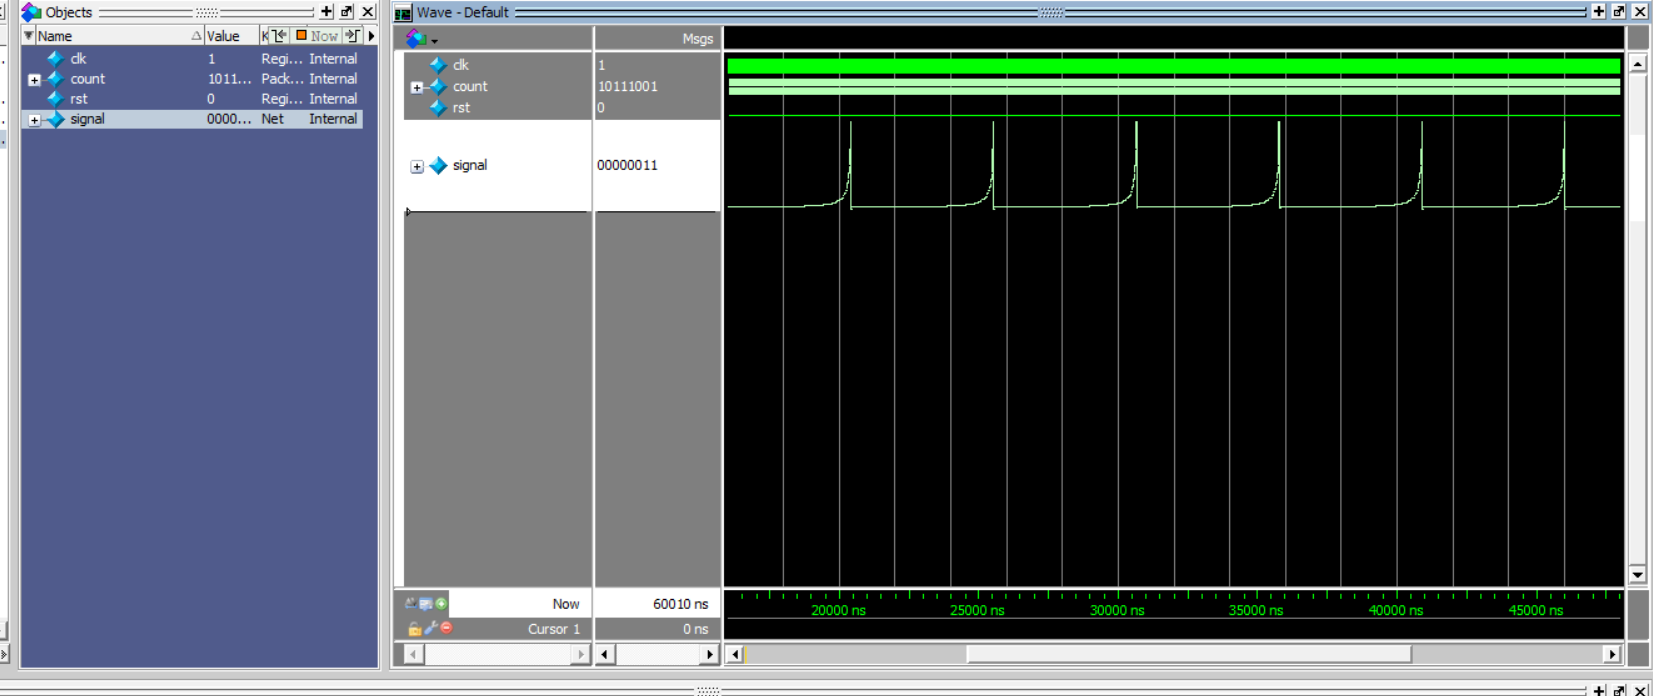 Objects
Name Value K Now
clk 1 Regi... Internal
count 1011... Pack... Internal
rst 0 Regi... Internal
signal 0000... Net Internal
Wave - Default
Msgs
clk 1
count 10111001
rst 0
signal 00000011
Now 60010 ns
Cursor 1 0 ns
20000 ns 25000 ns 30000 ns 35000 ns 40000 ns 45000 ns